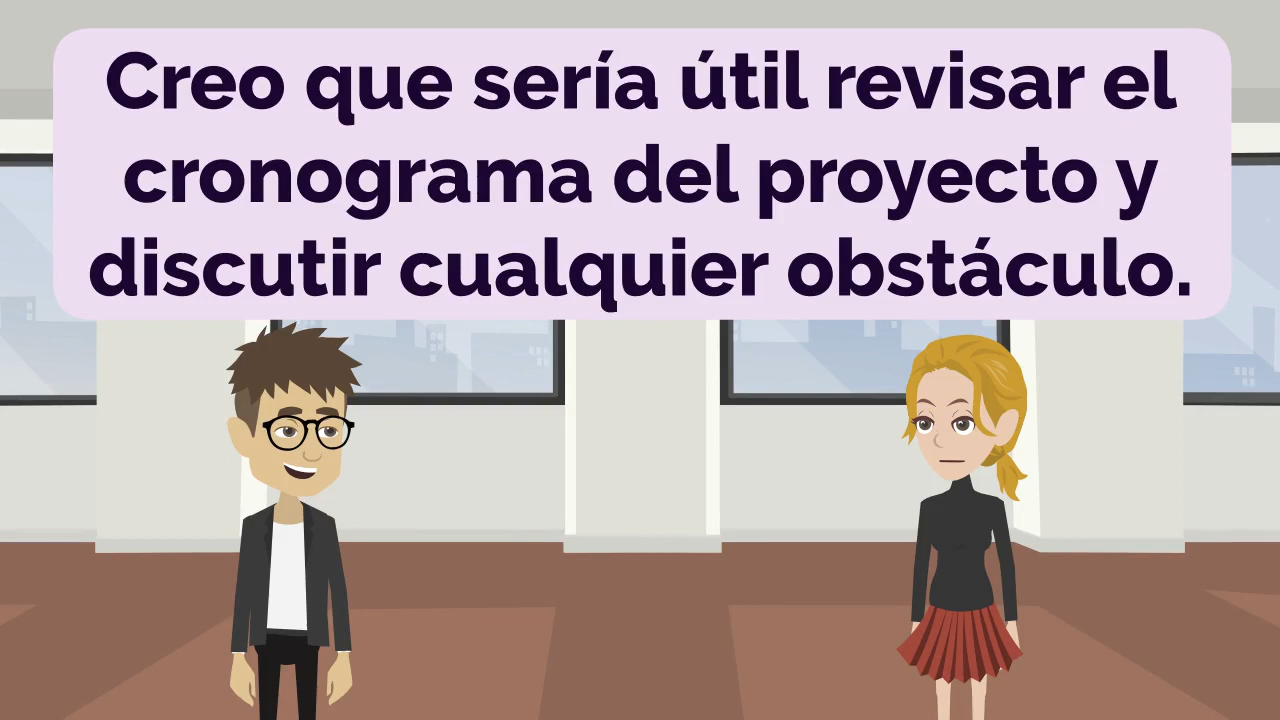 Creo que sería útil revisar el
cronograma del proyecto y
discutir cualquier obstáculo.